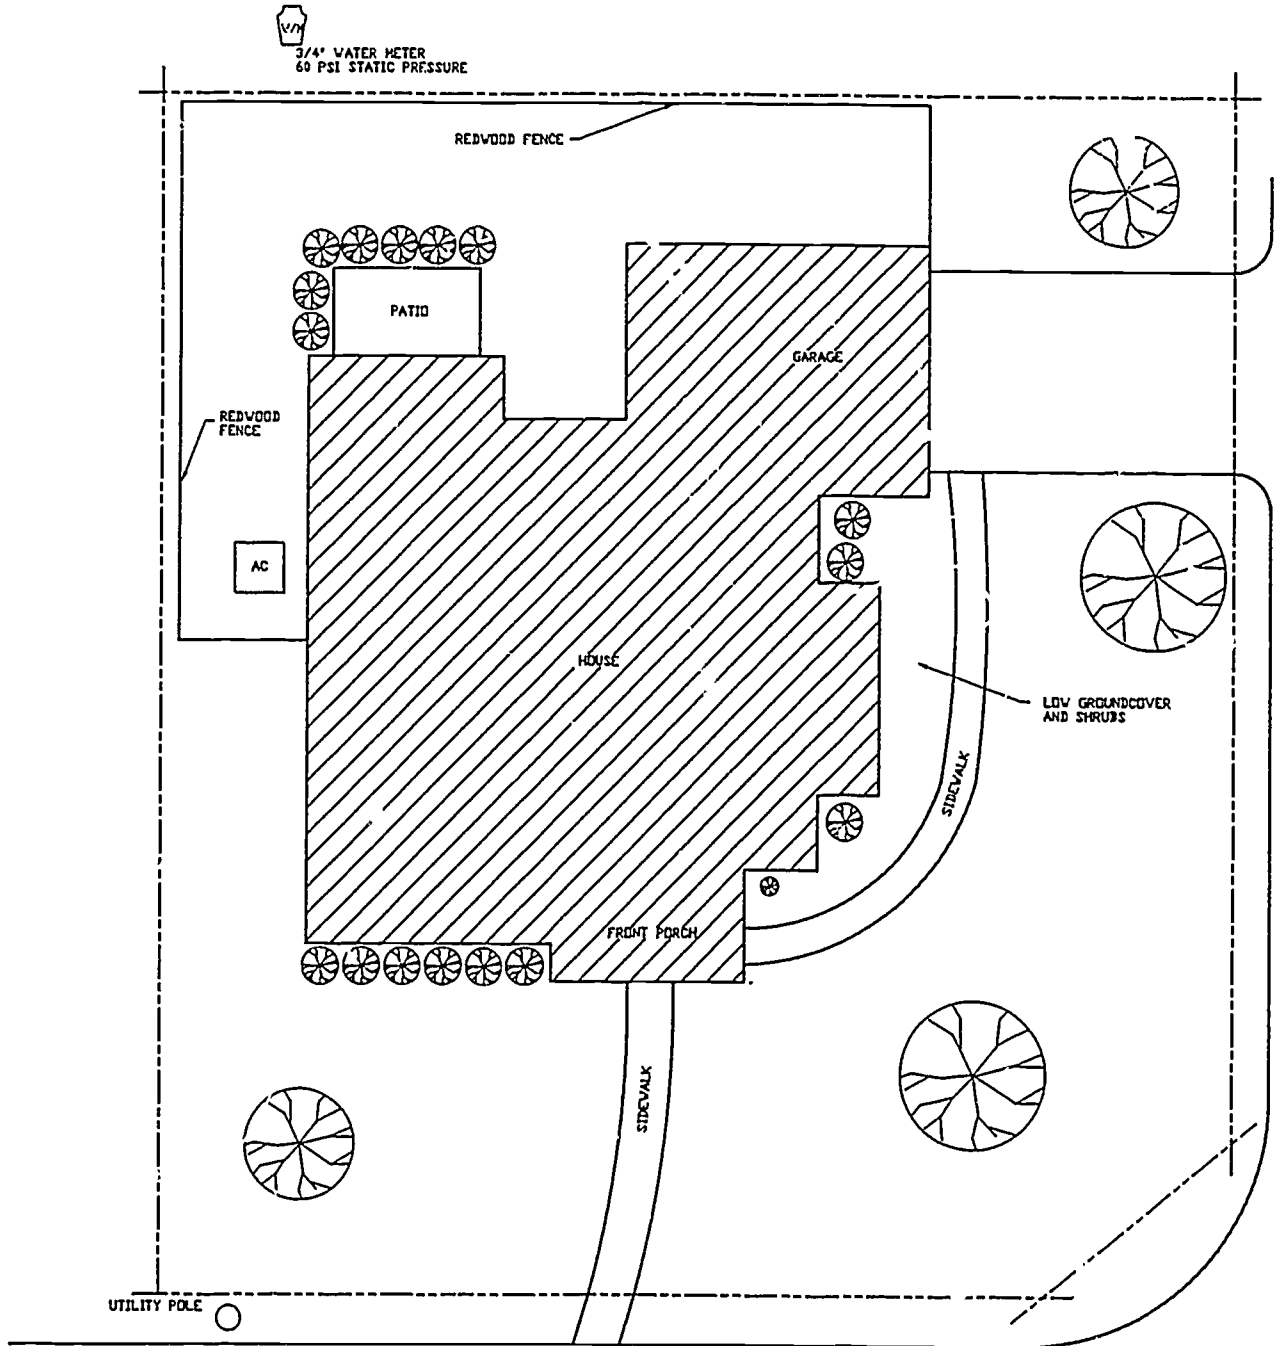 W/M
3/4" WATER METER
60 PSI STATIC PRESSURE
REDWOOD FENCE
PATIO
GARAGE
REDWOOD
FENCE
AC
HOUSE
LOW GROUNDCOVER
AND SHRUBS
SIDEWALK
FRONT PORCH
SIDEWALK
UTILITY POLE